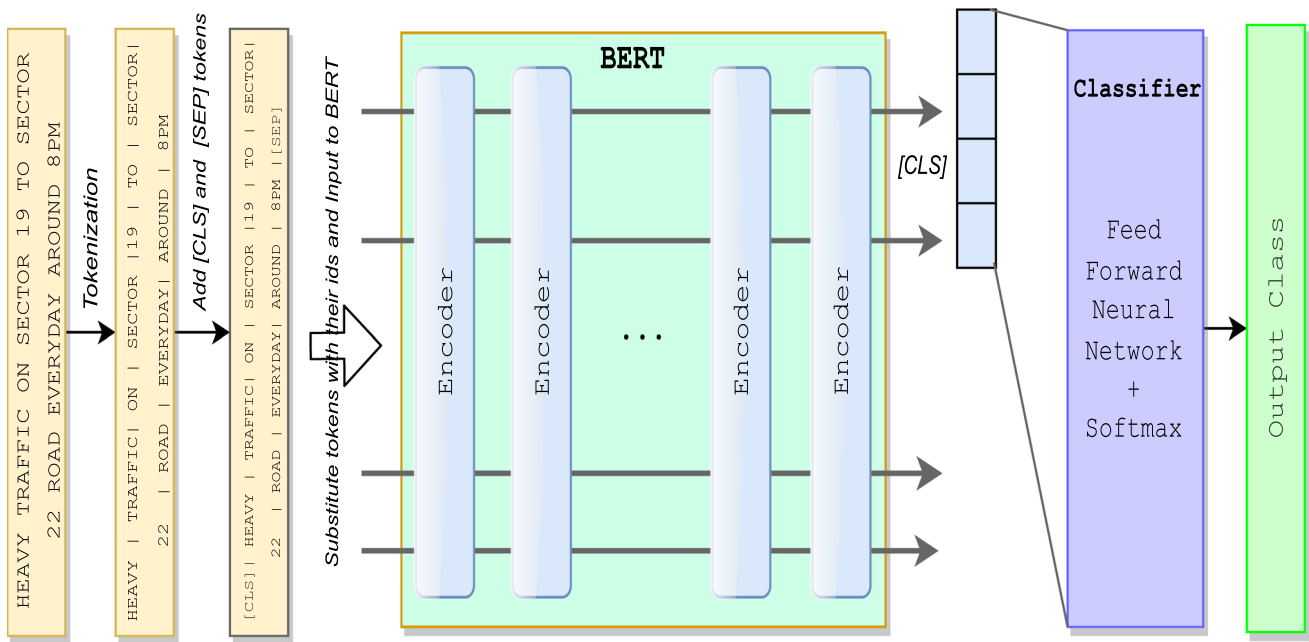 HEAVY TRAFFIC ON SECTOR 19 TO SECTOR
22 ROAD EVERYDAY AROUND 8PM
Tokenization
HEAVY | TRAFFIC| ON | SECTOR |19 | TO | SECTOR|
22 | ROAD | EVERYDAY| AROUND | 8PM
Add [CLS] and [SEP] tokens
[CLS]| HEAVY | TRAFFIC| ON | SECTOR |19 | TO | SECTOR|
22 | ROAD | EVERYDAY| AROUND | 8PM |[SEP]
Substitute tokens with their ids and Input to BERT
BERT
Encoder
Encoder
...
Encoder
Encoder
[CLS]
Classifier
Feed
Forward
Neural
Network
+
Softmax
Output Class